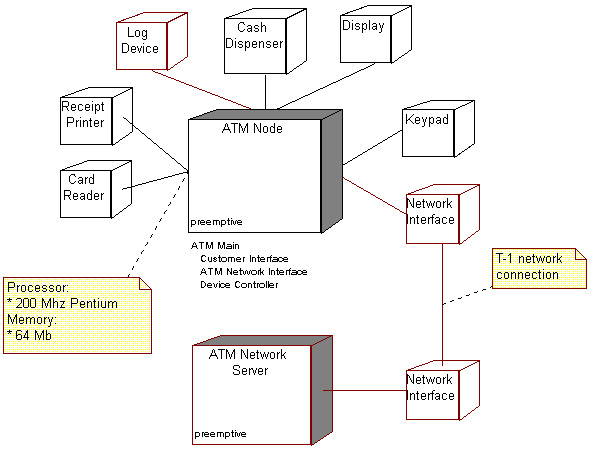 Log
Device
Cash
Dispenser
Display
Receipt
Printer
ATM Node
Keypad
Card
Reader
preemptive
Network
Interface
ATM Main
Customer Interface
ATM Network Interface
Device Controller
T-1 network
connection
Processor:
* 200 Mhz Pentium
Memory:
* 64 Mb
ATM Network
Server
Network
Interface
preemptive